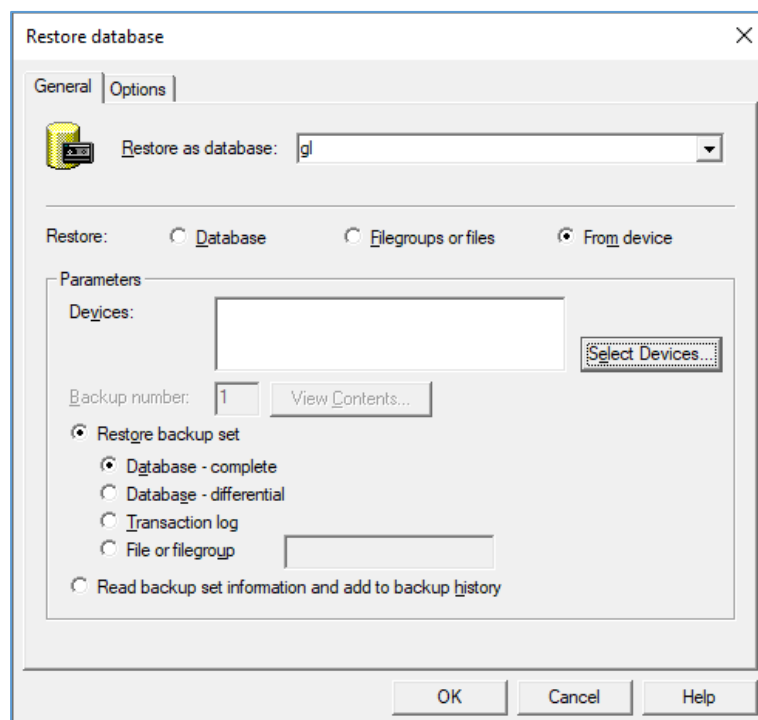 Restore database
General Options
Restore as database: gl
Restore: Database Filegroups or files From device
Parameters
Devices:
Select Devices...
Backup number: 1 View Contents...
Restore backup set
Database - complete
Database - differential
Transaction log
File or filegroup
Read backup set information and add to backup history
OK Cancel Help